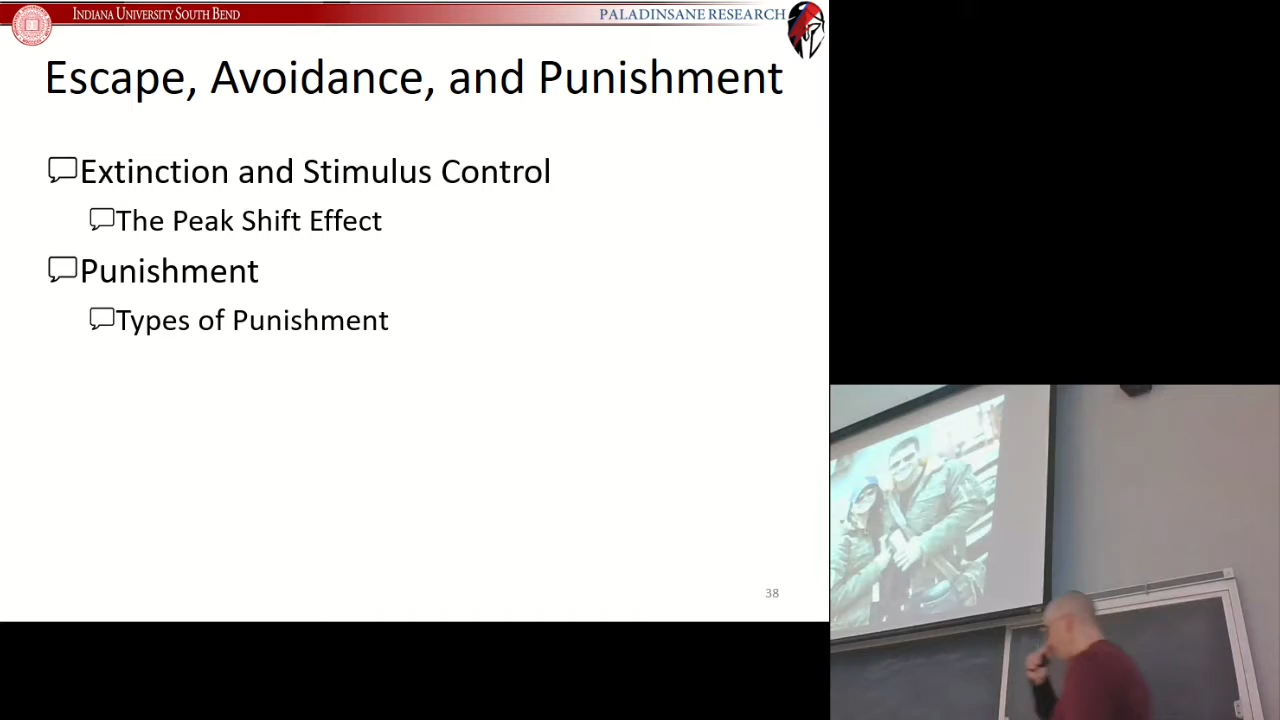 INDIANA UNIVERSITY SOUTH BEND
PALADINSANE RESEARCH
Escape, Avoidance, and Punishment
Extinction and Stimulus Control
The Peak Shift Effect
Punishment
Types of Punishment
38